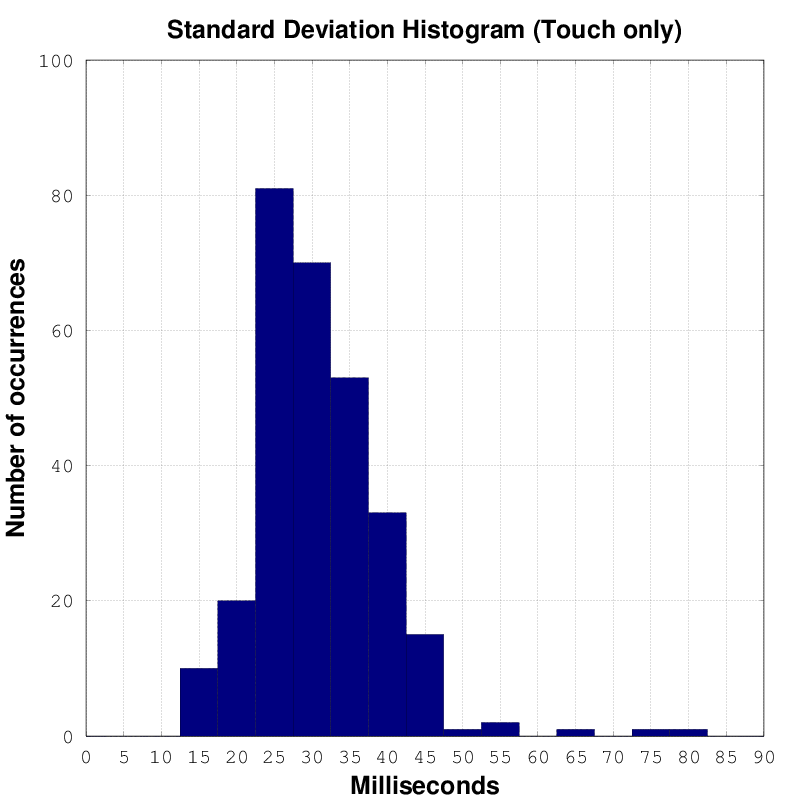 Standard Deviation Histogram (Touch only)
100
80
60
40
20
0
Number of occurrences
0 5 10 15 20 25 30 35 40 45 50 55 60 65 70 75 80 85 90
Milliseconds